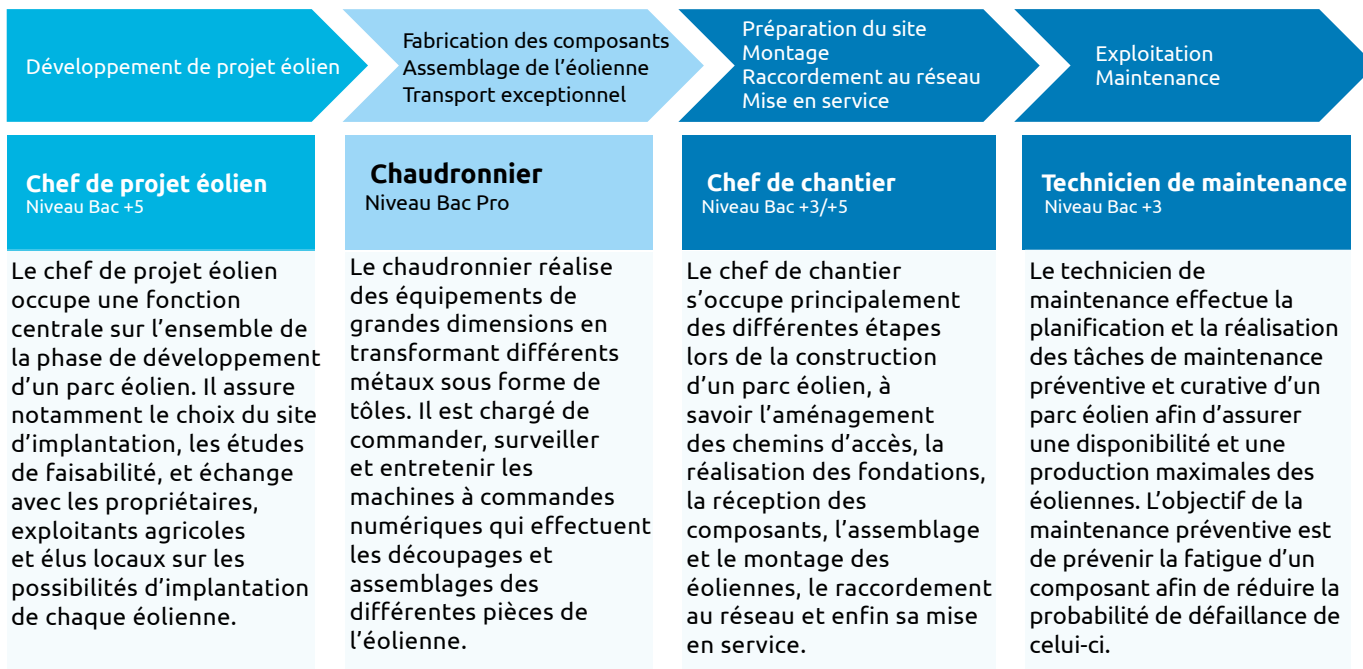 Développement de projet éolien
Fabrication des composants
Assemblage de l’éolienne
Transport exceptionnel
Préparation du site
Montage
Raccordement au réseau
Mise en service
Exploitation
Maintenance
Chef de projet éolien
Niveau Bac +5
Le chef de projet éolien
occupe une fonction
centrale sur l’ensemble de
la phase de développement
d’un parc éolien. Il assure
notamment le choix du site
d’implantation, les études
de faisabilité, et échange
avec les propriétaires,
exploitants agricoles
et élus locaux sur les
possibilités d’implantation
de chaque éolienne.
Chaudronnier
Niveau Bac Pro
Le chaudronnier réalise
des équipements de
grandes dimensions en
transformant différents
métaux sous forme de
tôles. Il est chargé de
commander, surveiller
et entretenir les
machines à commandes
numériques qui effectuent
les découpages et
assemblages des
différentes pièces de
l’éolienne.
Chef de chantier
Niveau Bac +3/+5
Le chef de chantier
s’occupe principalement
des différentes étapes
lors de la construction
d’un parc éolien, à
savoir l’aménagement
des chemins d’accès, la
réalisation des fondations,
la réception des
composants, l’assemblage
et le montage des
éoliennes, le raccordement
au réseau et enfin sa mise
en service.
Technicien de maintenance
Niveau Bac +3
Le technicien de
maintenance effectue la
planification et la réalisation
des tâches de maintenance
préventive et curative d’un
parc éolien afin d’assurer
une disponibilité et une
production maximales des
éoliennes. L’objectif de la
maintenance préventive est
de prévenir la fatigue d’un
composant afin de réduire la
probabilité de défaillance de
celui-ci.